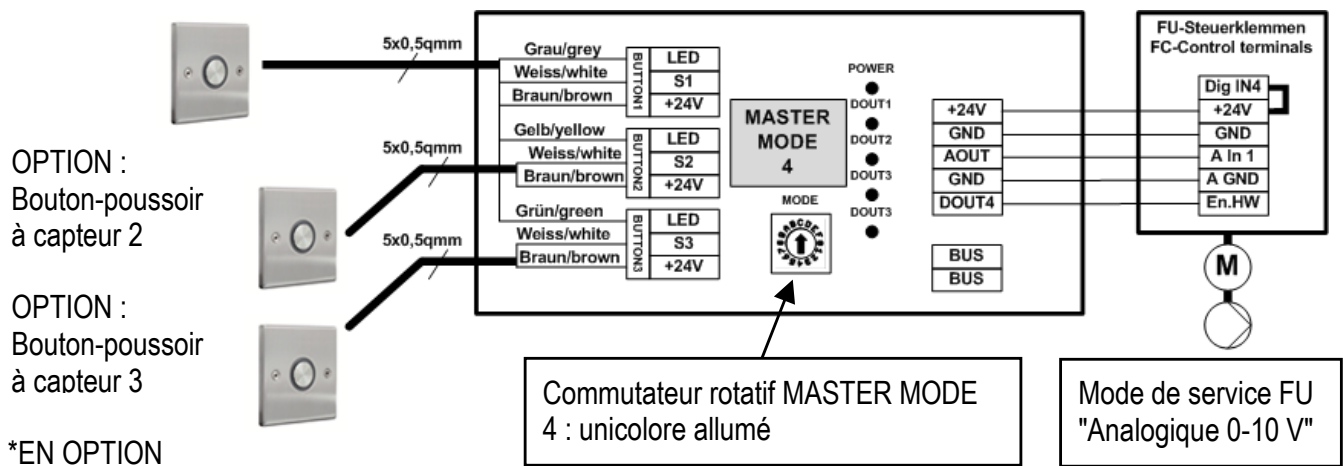 5x0,5qmm
Grau/grey
Weiss/white
Braun/brown
BUTTON1
LED
S1
+24V
OPTION :
Bouton-poussoir
à capteur 2
5x0,5qmm
Gelb/yellow
Weiss/white
Braun/brown
BUTTON2
LED
S2
+24V
OPTION :
Bouton-poussoir
à capteur 3
5x0,5qmm
Grün/green
Weiss/white
Braun/brown
BUTTON3
LED
S3
+24V
*EN OPTION
MASTER
MODE
4
MODE
POWER
DOUT1
DOUT2
DOUT3
DOUT3
+24V
GND
AOUT
GND
DOUT4
BUS
BUS
FU-Steuerklemmen
FC-Control terminals
Dig IN4
+24V
GND
A In 1
A GND
En.HW
M
Commutateur rotatif MASTER MODE
4 : unicolore allumé
Mode de service FU
"Analogique 0-10 V"